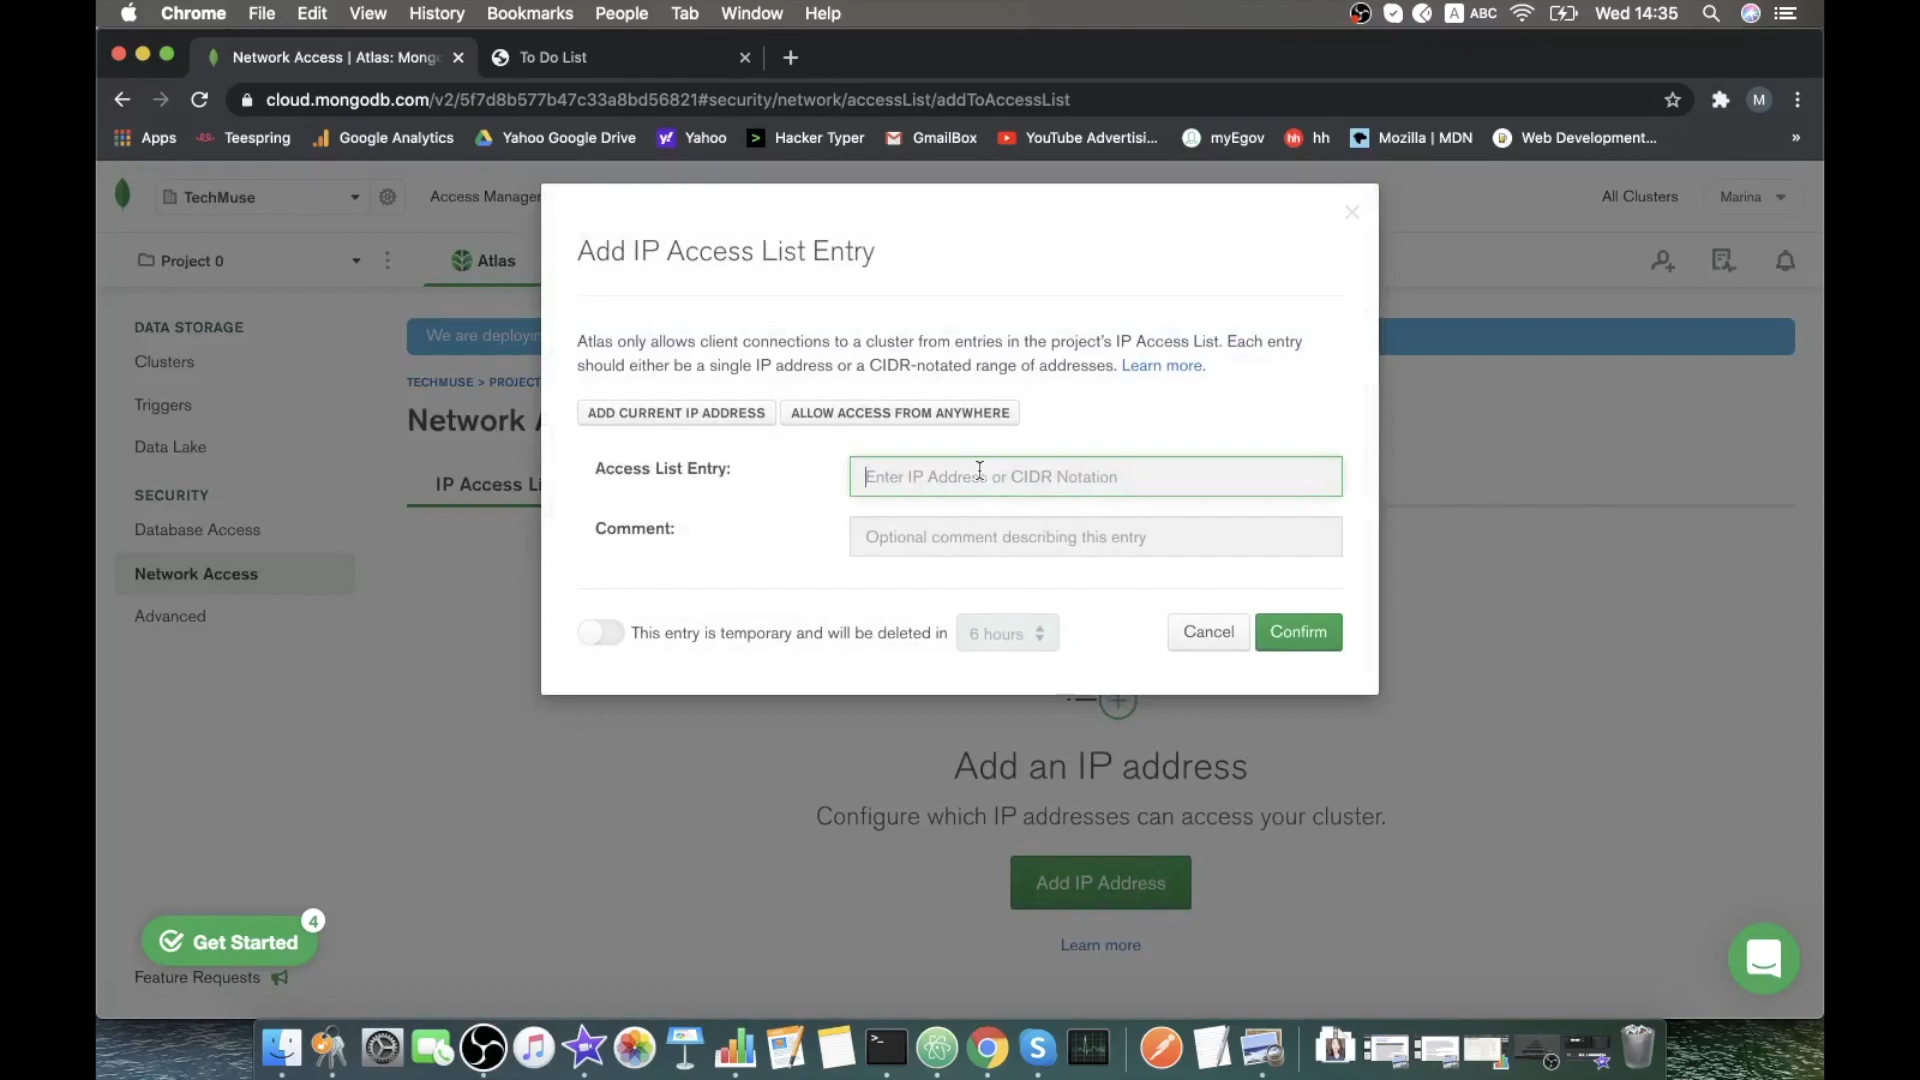 Chrome File Edit View History Bookmarks People Tab Window Help
A ABC Wed 14:35
Network Access | Atlas: Mong
To Do List
cloud.mongodb.com/v2/5f7d8b577b47c33a8bd56821#security/network/accessList/addToAccessList
M
Apps Teespring Google Analytics Yahoo Google Drive Yahoo Hacker Typer GmailBox YouTube Advertisi... myEgov hh hh Mozilla | MDN Web Development... »
TechMuse
Access Manager
All Clusters
Marina
Project 0
Atlas
DATA STORAGE
Clusters
Triggers
Data Lake
SECURITY
Database Access
Network Access
Advanced
We are deployin
TECHMUSE > PROJECT
Network A
IP Access Li
Add IP Access List Entry
Atlas only allows client connections to a cluster from entries in the project's IP Access List. Each entry
should either be a single IP address or a CIDR-notated range of addresses. Learn more.
ADD CURRENT IP ADDRESS
ALLOW ACCESS FROM ANYWHERE
Access List Entry:
Enter IP Address or CIDR Notation
Comment:
Optional comment describing this entry
This entry is temporary and will be deleted in
6 hours
Cancel
Confirm
Add an IP address
Configure which IP addresses can access your cluster.
Add IP Address
Learn more
Get Started
4
Feature Requests